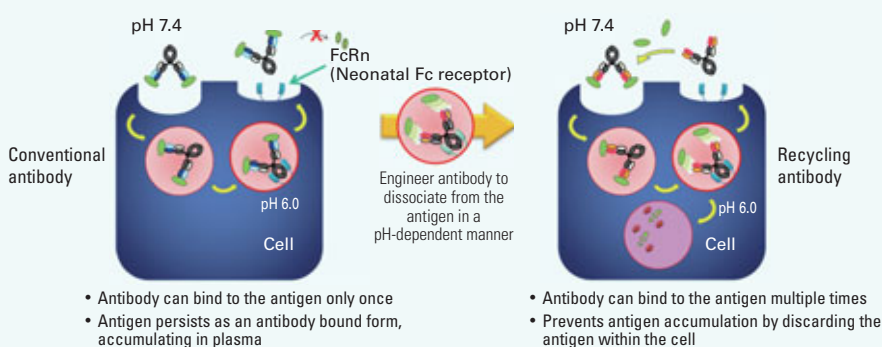 pH 7.4
FcRn
(Neonatal Fc receptor)
Conventional
antibody
pH 6.0
Cell
• Antibody can bind to the antigen only once
• Antigen persists as an antibody bound form,
accumulating in plasma
Engineer antibody to
dissociate from the
antigen in a
pH-dependent manner
pH 7.4
Recycling
antibody
pH 6.0
Cell
• Antibody can bind to the antigen multiple times
• Prevents antigen accumulation by discarding the
antigen within the cell